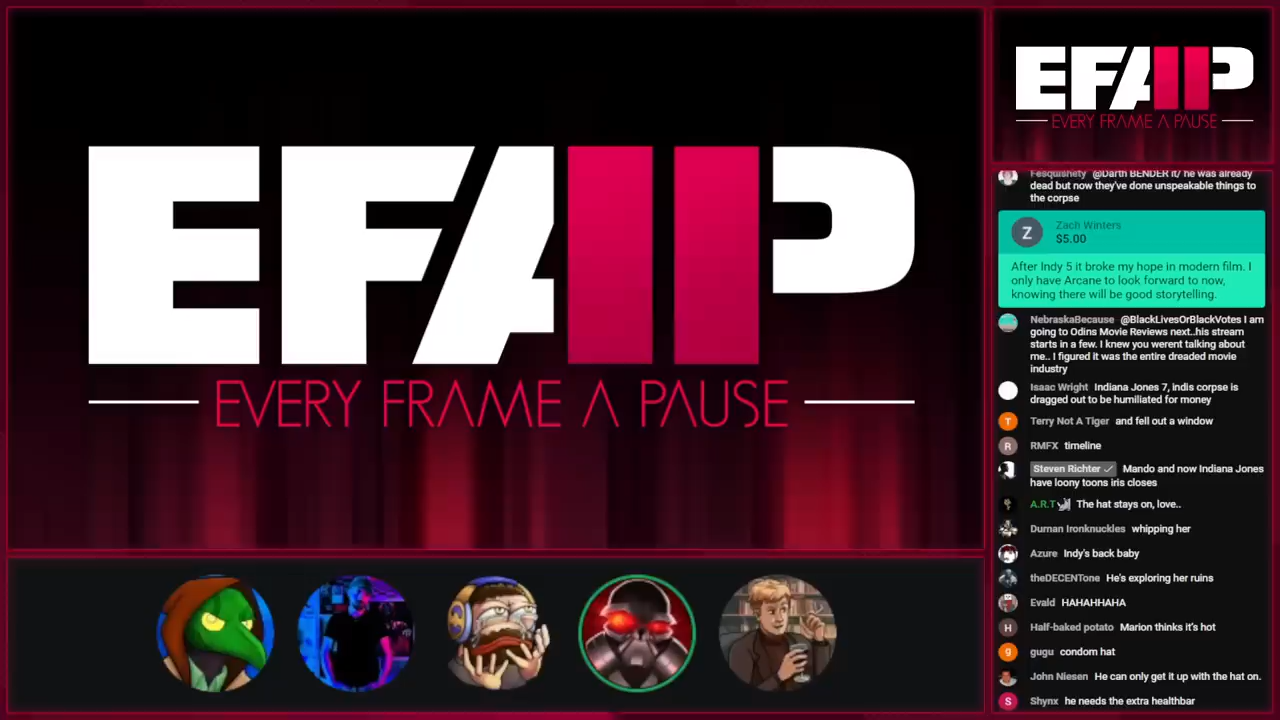 EFAP
EVERY FRAME A PAUSE
EFAP
EVERY FRAME A PAUSE
Fesquishety @Darth BENDER it/ he was already
dead but now they've done unspeakable things to
the corpse
Z
Zach Winters
$5.00
After Indy 5 it broke my hope in modern film. I
only have Arcane to look forward to now,
knowing there will be good storytelling.
NebraskaBecause @BlackLivesOrBlackVotes I am
going to Odins Movie Reviews next..his stream
starts in a few. I knew you werent talking about
me.. I figured it was the entire dreaded movie
industry
Isaac Wright Indiana Jones 7, indis corpse is
dragged out to be humiliated for money
T Terry Not A Tiger and fell out a window
R RMFX timeline
Steven Richter ✓ Mando and now Indiana Jones
have loony toons iris closes
A.R.T The hat stays on, love..
Duman Ironknuckles whipping her
Azure Indy's back baby
theDECENTone He's exploring her ruins
Evald HAHAHHAHA
H Half-baked potato Marion thinks it's hot
g gugu condom hat
John Niesen He can only get it up with the hat on.
S Shynx he needs the extra healthbar